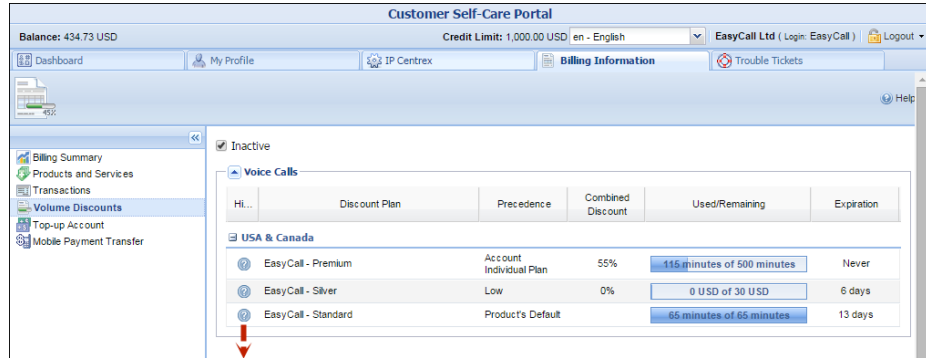 Customer Self-Care Portal
Balance: 434.73 USD Credit Limit: 1,000.00 USD en - English EasyCall Ltd ( Login: EasyCall ) Logout
Dashboard My Profile IP Centrex Billing Information Trouble Tickets
45%
Help
Inactive
Billing Summary
Products and Services
Transactions
Volume Discounts
Top-up Account
Mobile Payment Transfer
Voice Calls
Hi... Discount Plan Precedence Combined Discount Used/Remaining Expiration
USA & Canada
EasyCall - Premium Account Individual Plan 55% 115 minutes of 500 minutes Never
EasyCall - Silver Low 0% 0 USD of 30 USD 6 days
EasyCall - Standard Product's Default 65 minutes of 65 minutes 13 days